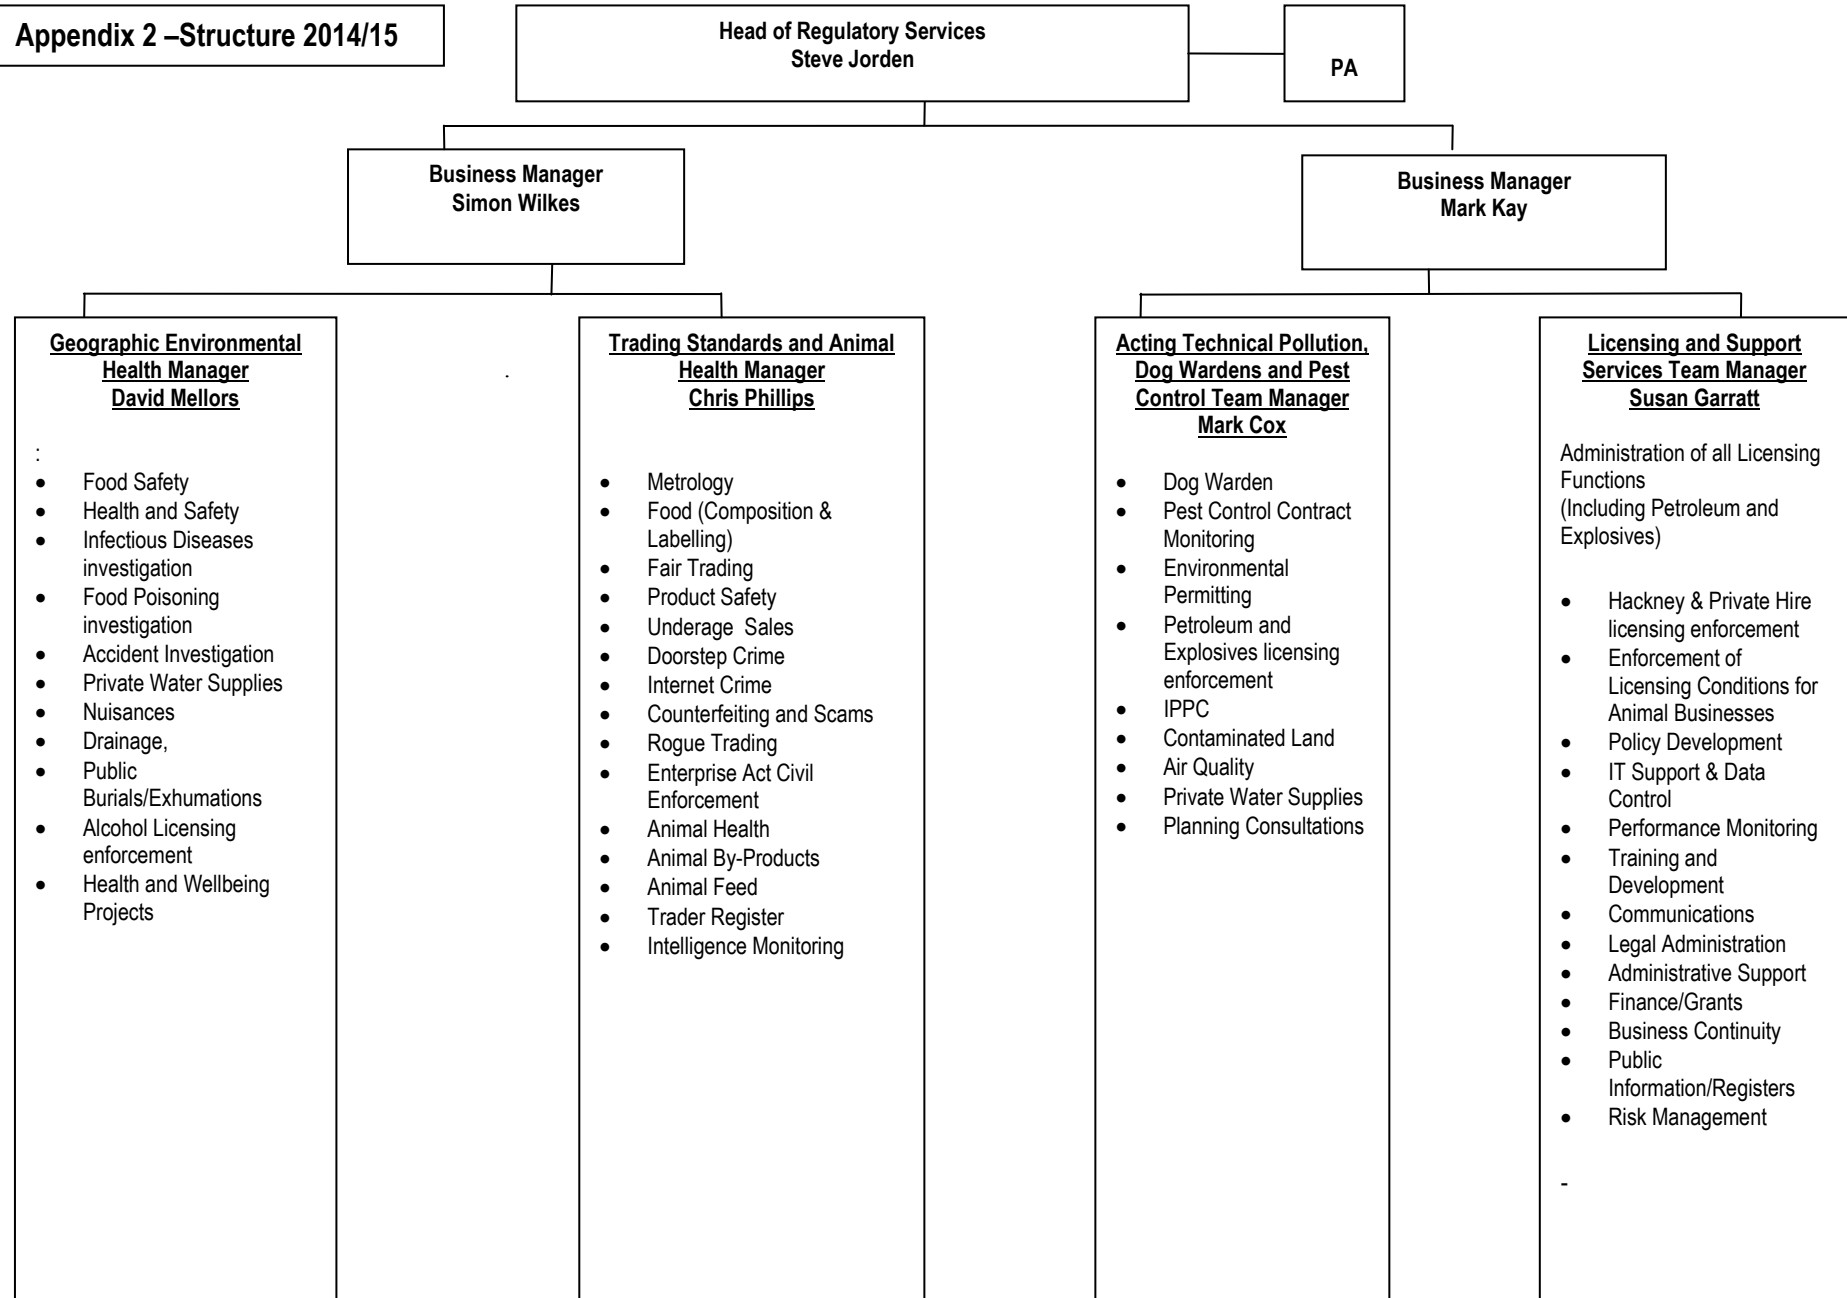 Appendix 2 –Structure 2014/15
Head of Regulatory Services
Steve Jorden
PA
Business Manager
Simon Wilkes
Business Manager
Mark Kay
Geographic Environmental
Health Manager
David Mellors
:
• Food Safety
• Health and Safety
• Infectious Diseases
investigation
• Food Poisoning
investigation
• Accident Investigation
• Private Water Supplies
• Nuisances
• Drainage,
• Public
Burials/Exhumations
• Alcohol Licensing
enforcement
• Health and Wellbeing
Projects
.
Trading Standards and Animal
Health Manager
Chris Phillips
• Metrology
• Food (Composition &
Labelling)
• Fair Trading
• Product Safety
• Underage  Sales
• Doorstep Crime
• Internet Crime
• Counterfeiting and Scams
• Rogue Trading
• Enterprise Act Civil
Enforcement
• Animal Health
• Animal By-Products
• Animal Feed
• Trader Register
• Intelligence Monitoring
Acting Technical Pollution,
Dog Wardens and Pest
Control Team Manager
Mark Cox
• Dog Warden
• Pest Control Contract
Monitoring
• Environmental
Permitting
• Petroleum and
Explosives licensing
enforcement
• IPPC
• Contaminated Land
• Air Quality
• Private Water Supplies
• Planning Consultations
Licensing and Support
Services Team Manager
Susan Garratt
Administration of all Licensing
Functions
(Including Petroleum and
Explosives)
• Hackney & Private Hire
licensing enforcement
• Enforcement of
Licensing Conditions for
Animal Businesses
• Policy Development
• IT Support & Data
Control
• Performance Monitoring
• Training and
Development
• Communications
• Legal Administration
• Administrative Support
• Finance/Grants
• Business Continuity
• Public
Information/Registers
• Risk Management
-